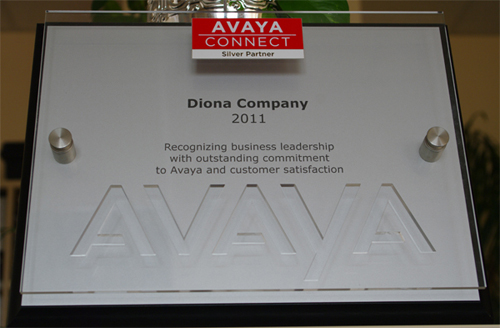 AVAYA
CONNECT
Silver Partner
Diona Company
2011
Recognizing business leadership
with outstanding commitment
to Avaya and customer satisfaction
AVAYA